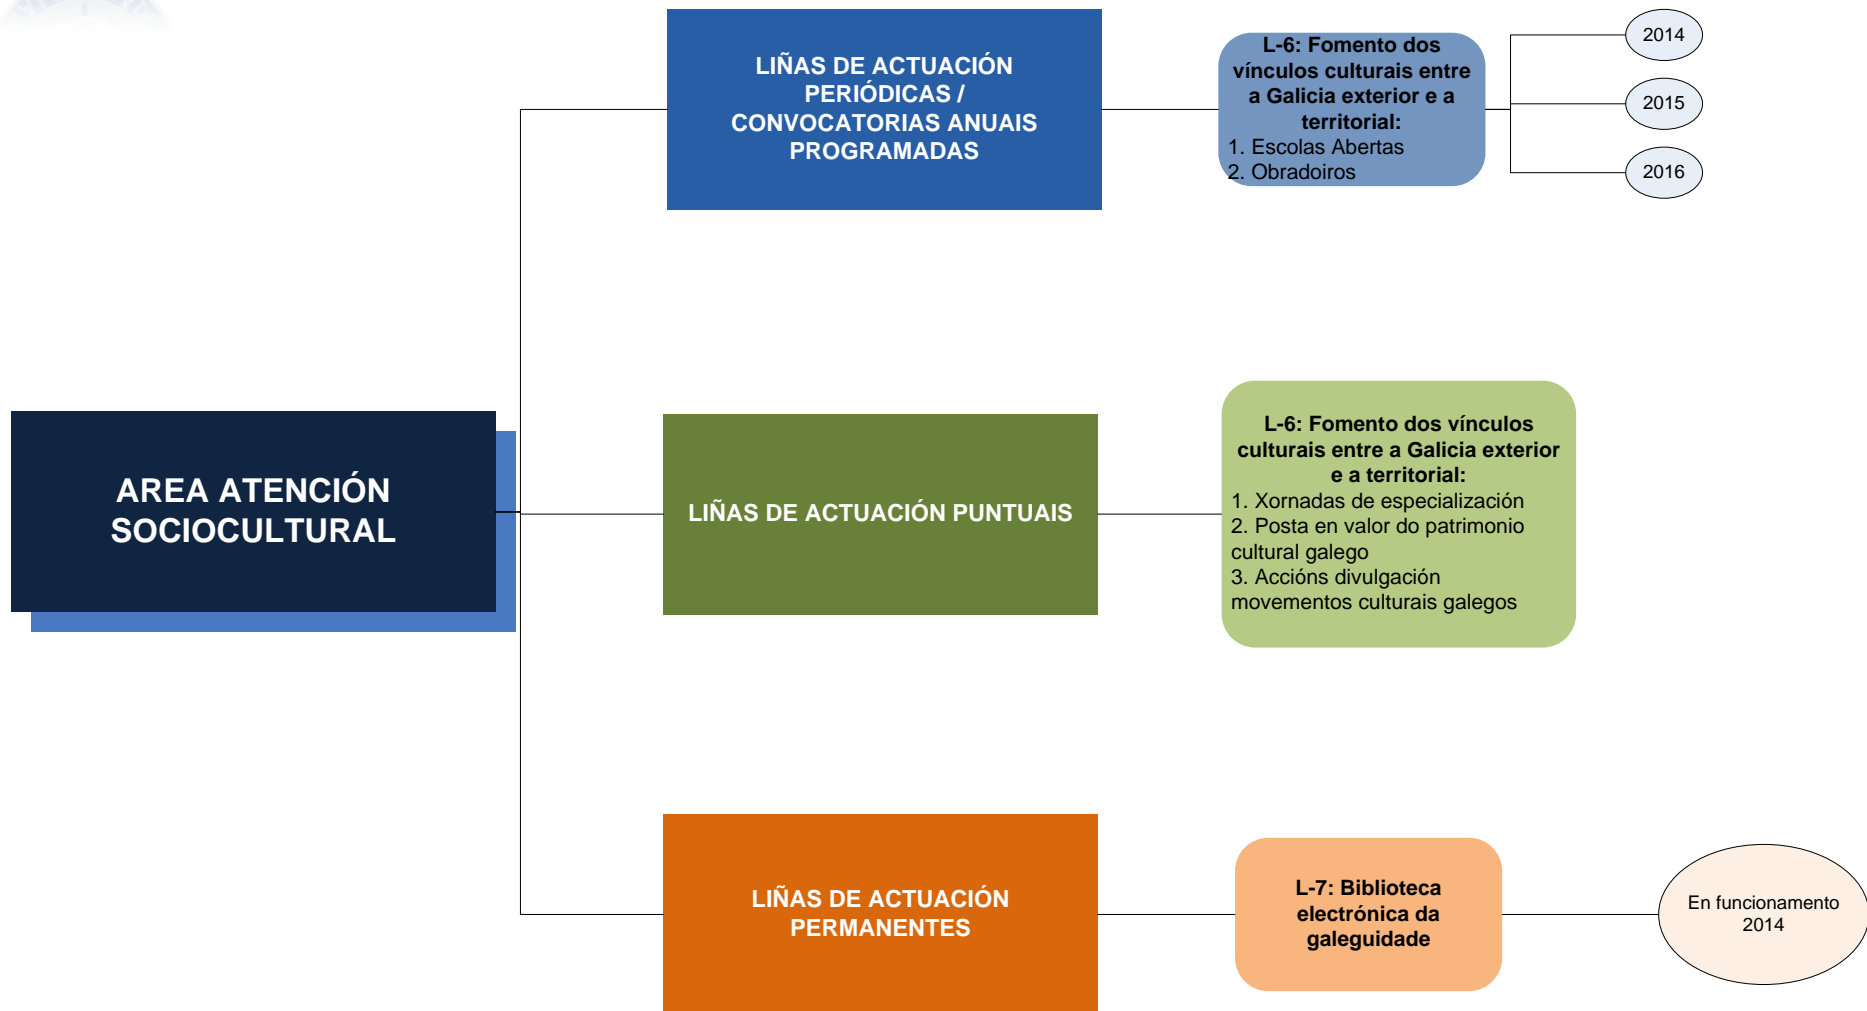 LIÑAS DE ACTUACIÓN
PERIÓDICAS /
CONVOCATORIAS ANUAIS
PROGRAMADAS
L-6: Fomento dos
vínculos culturais entre
a Galicia exterior e a
territorial:
1. Escolas Abertas
2. Obradoiros
2014
2015
2016
AREA ATENCIÓN
SOCIOCULTURAL
LIÑAS DE ACTUACIÓN PUNTUAIS
L-6: Fomento dos vínculos
culturais entre a Galicia exterior
e a territorial:
1. Xornadas de especialización
2. Posta en valor do patrimonio
cultural galego
3. Accións divulgación
movementos culturais galegos
LIÑAS DE ACTUACIÓN
PERMANENTES
L-7: Biblioteca
electrónica da
galeguidade
En funcionamento
2014